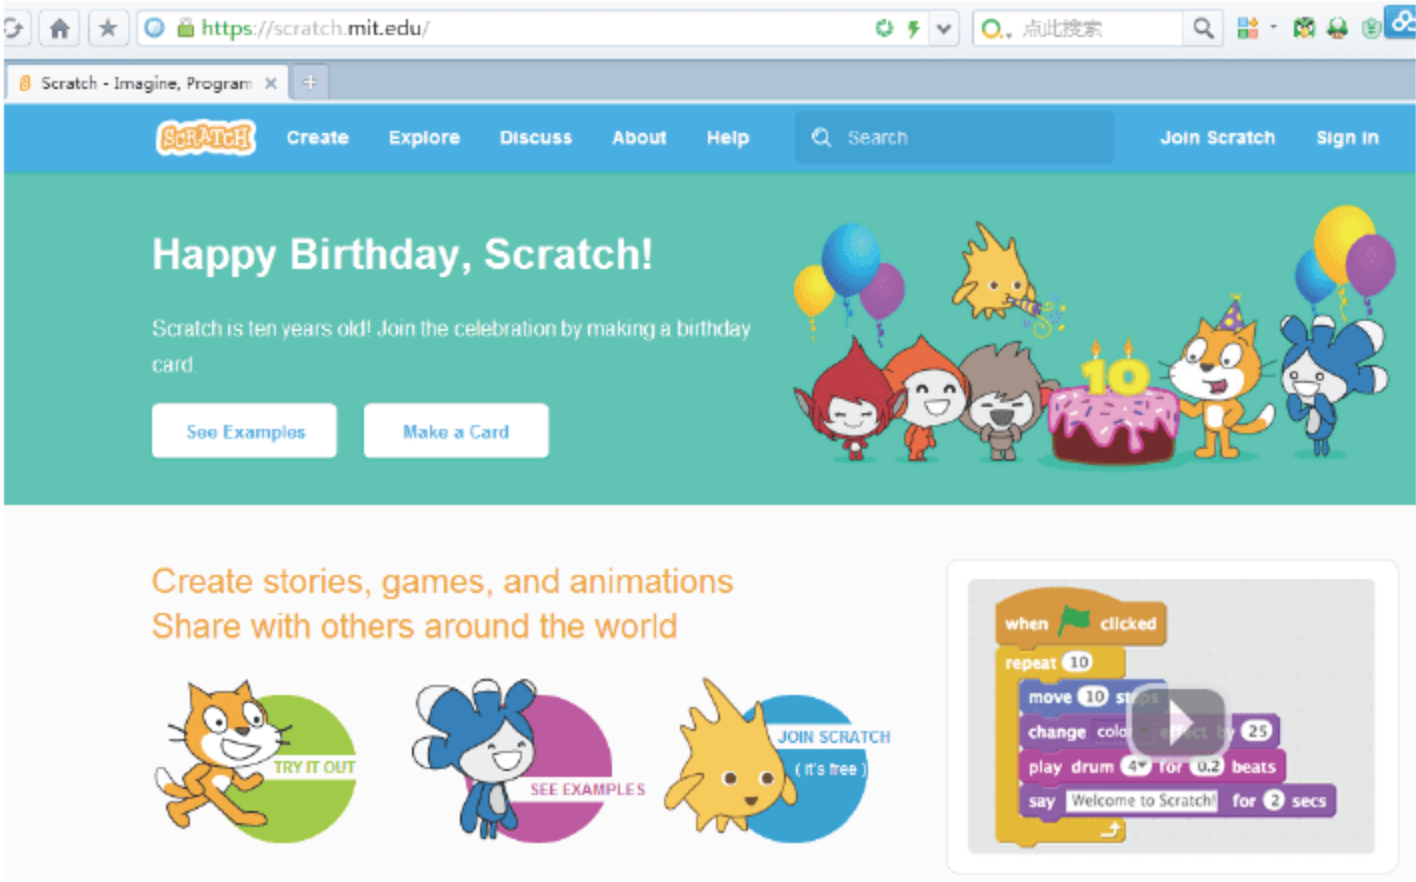 https://scratch.mit.edu/
点此搜索
Scratch - Imagine, Program
SCRATCH Create Explore Discuss About Help Search Join Scratch Sign in
Happy Birthday, Scratch!
Scratch is ten years old! Join the celebration by making a birthday
card.
See Examples Make a Card
10
Create stories, games, and animations
Share with others around the world
TRY IT OUT
SEE EXAMPLES
JOIN SCRATCH
( it's free )
when clicked
repeat 10
move 10 steps
change color effect by 25
play drum 4 for 0.2 beats
say Welcome to Scratch! for 2 secs